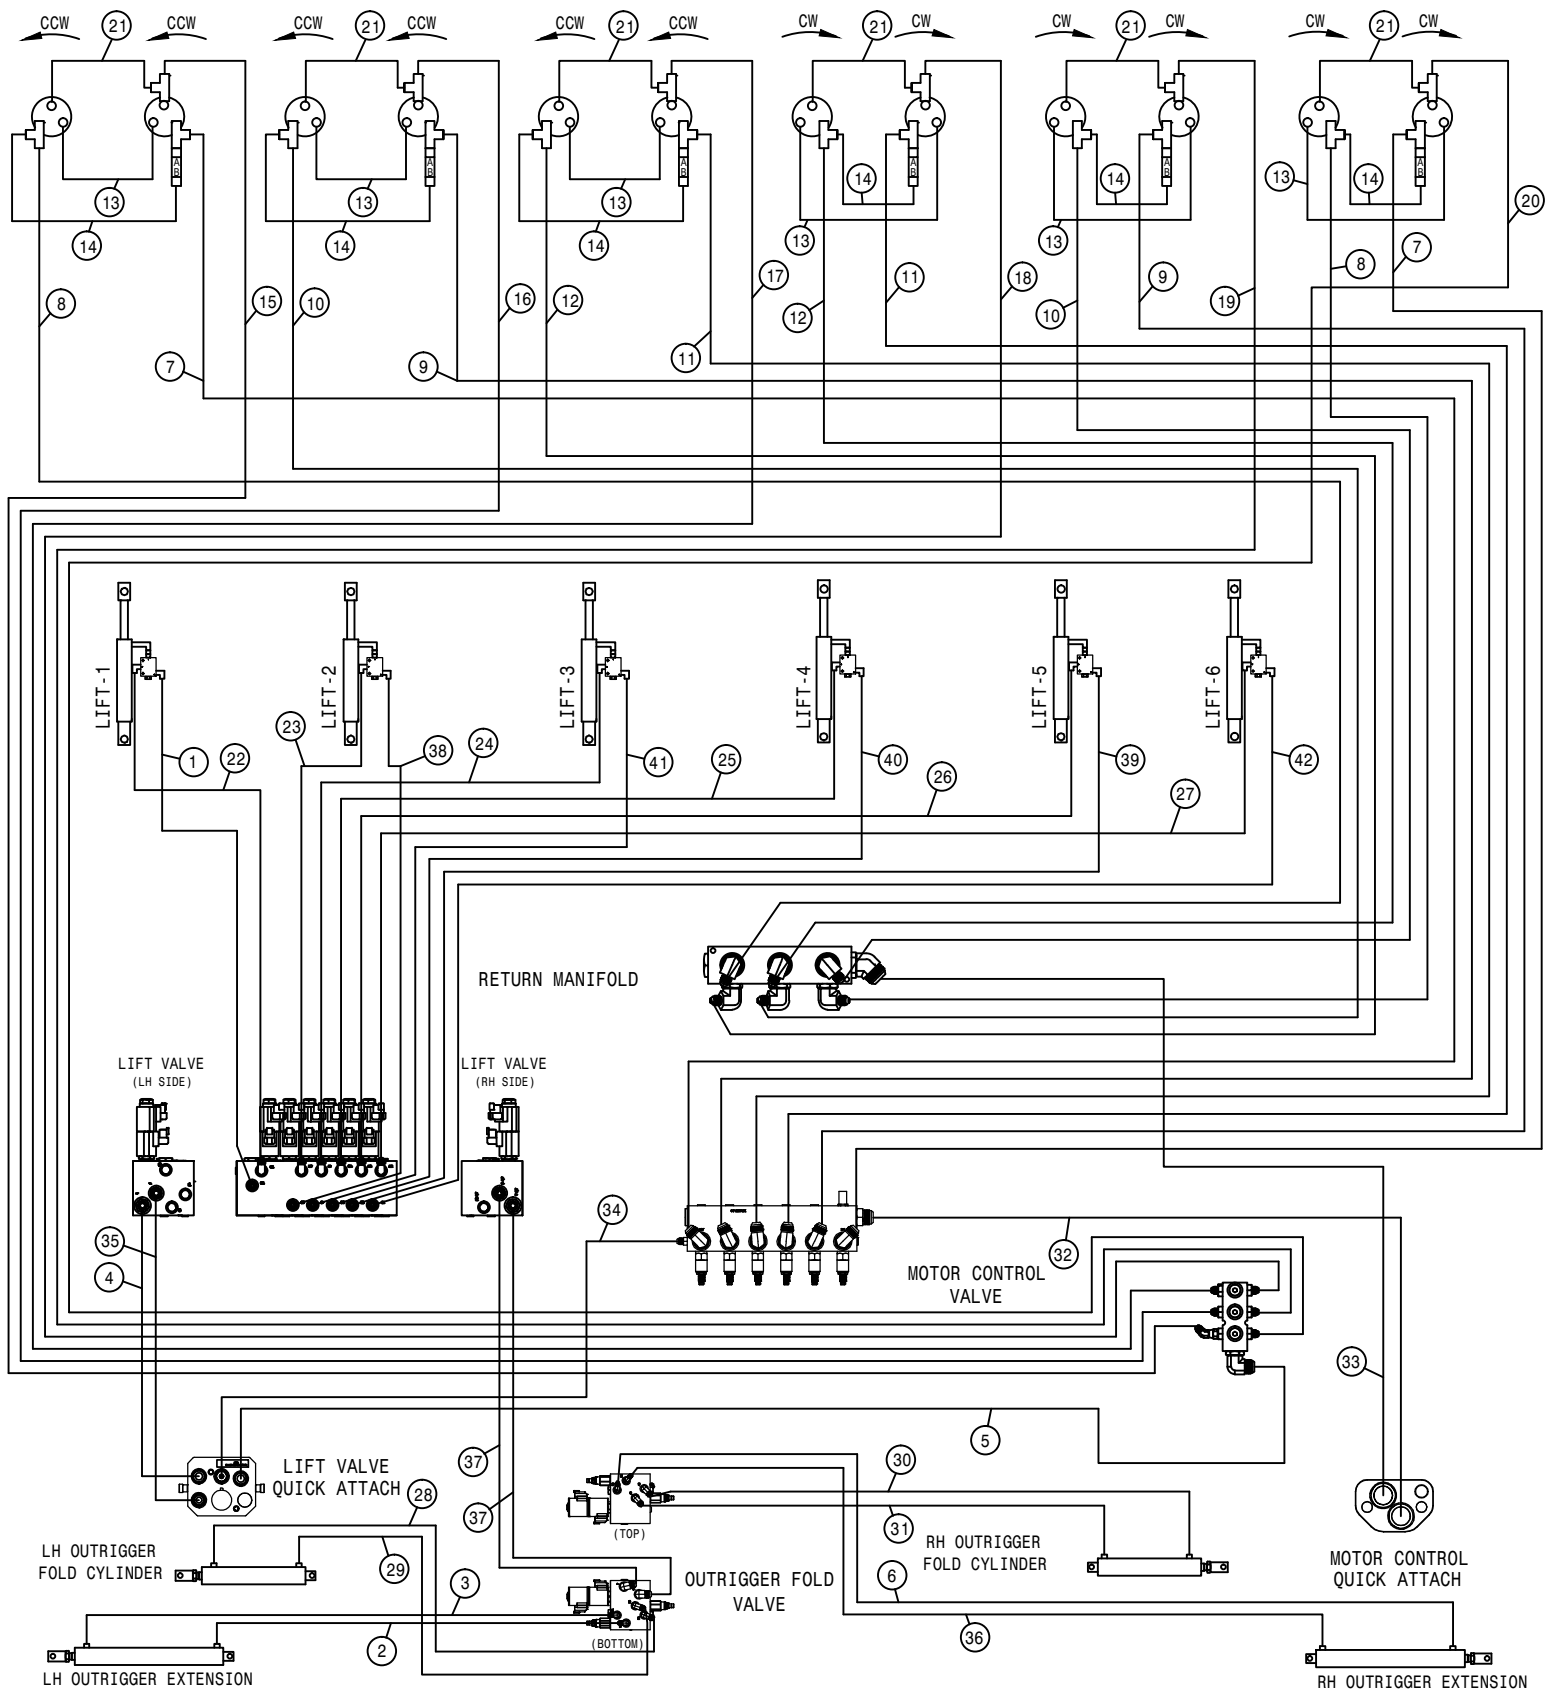 CCW 21 CCW CCW 21 CCW CCW 21 CCW CW 21 CW CW 21 CW CW 21 CW
A B A B A B A B A B A B
13 13 13 14 14 13 14 20
14 14 14 13 13
8 15 10 16 12 17 12 11 18 10 9 19 8 7
7 9 11
LIFT-1 LIFT-2 LIFT-3 LIFT-4 LIFT-5 LIFT-6
1 22 23 38 24 41 25 40 26 39 27 42
RETURN MANIFOLD
LIFT VALVE
(LH SIDE)
LIFT VALVE
(RH SIDE)
35
4
34
32
MOTOR CONTROL
VALVE
33
5
37
37
LIFT VALVE
QUICK ATTACH
28
29
30
31
(TOP)
LH OUTRIGGER
FOLD CYLINDER
RH OUTRIGGER
FOLD CYLINDER
MOTOR CONTROL
QUICK ATTACH
3
2
OUTRIGGER FOLD
VALVE
6
36
(BOTTOM)
LH OUTRIGGER EXTENSION
RH OUTRIGGER EXTENSION